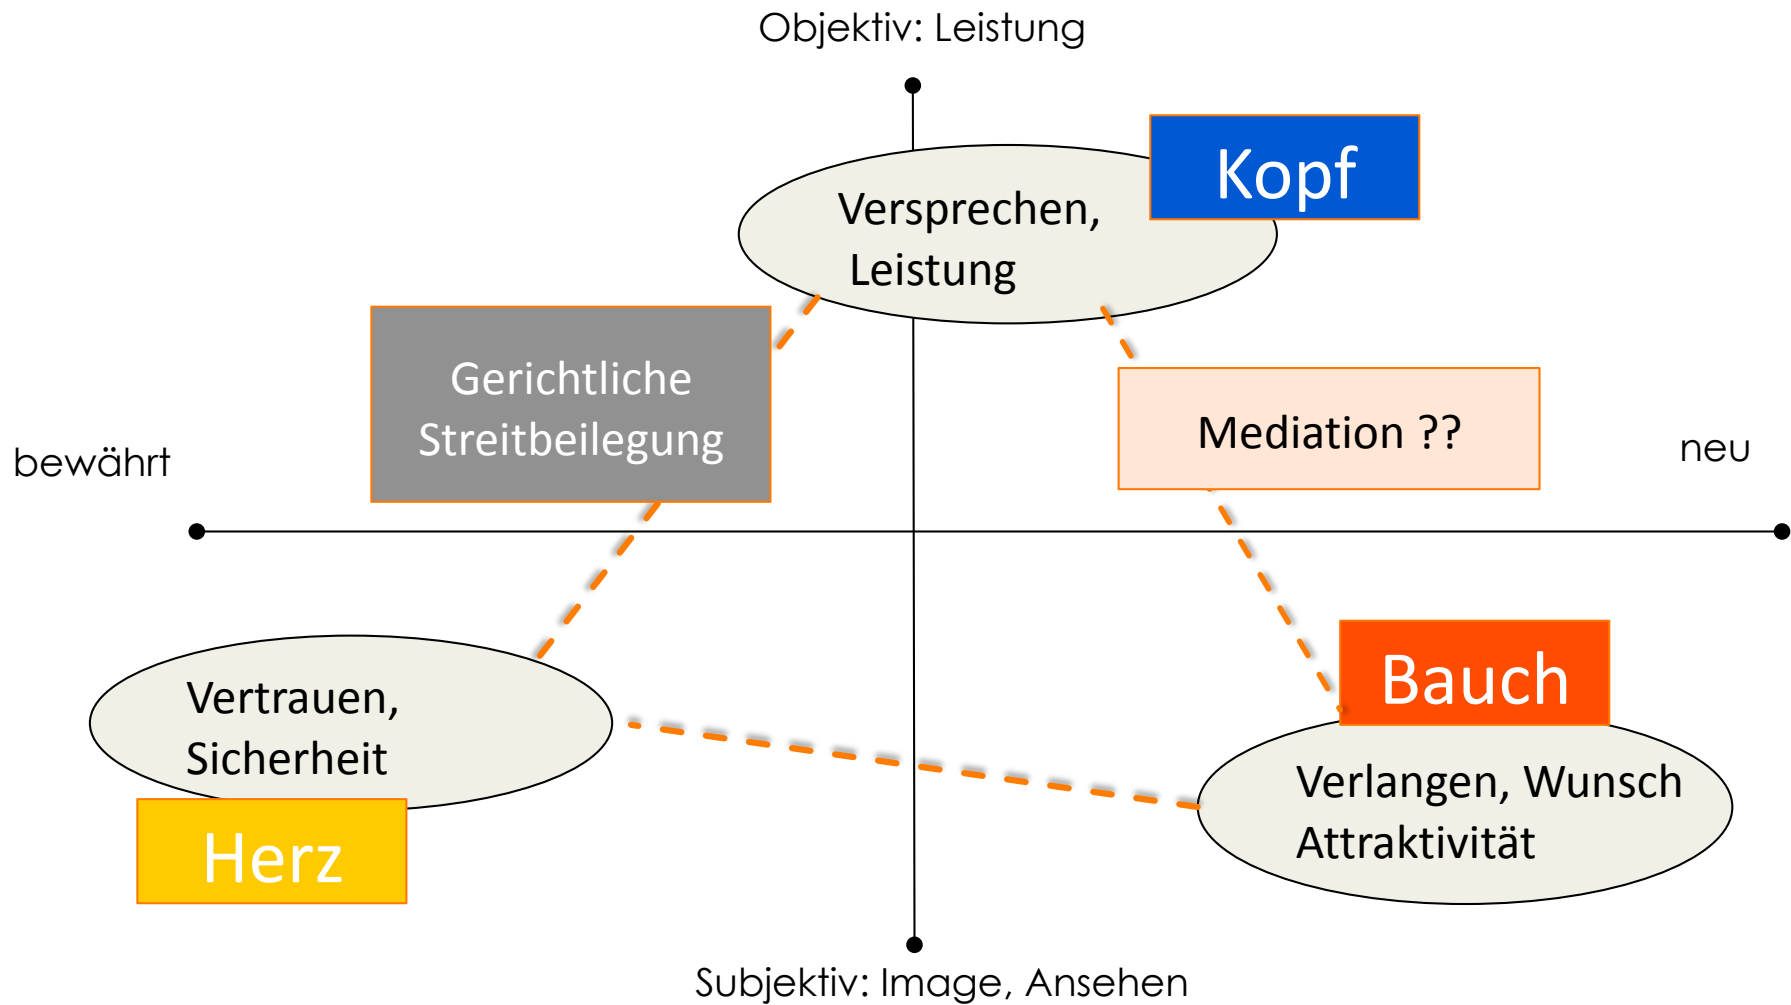 Objektiv: Leistung
Kopf
Versprechen,
Leistung
Gerichtliche
Streitbeilegung
Mediation ??
bewährt
neu
Bauch
Vertrauen,
Sicherheit
Verlangen, Wunsch
Attraktivität
Herz
Subjektiv: Image, Ansehen